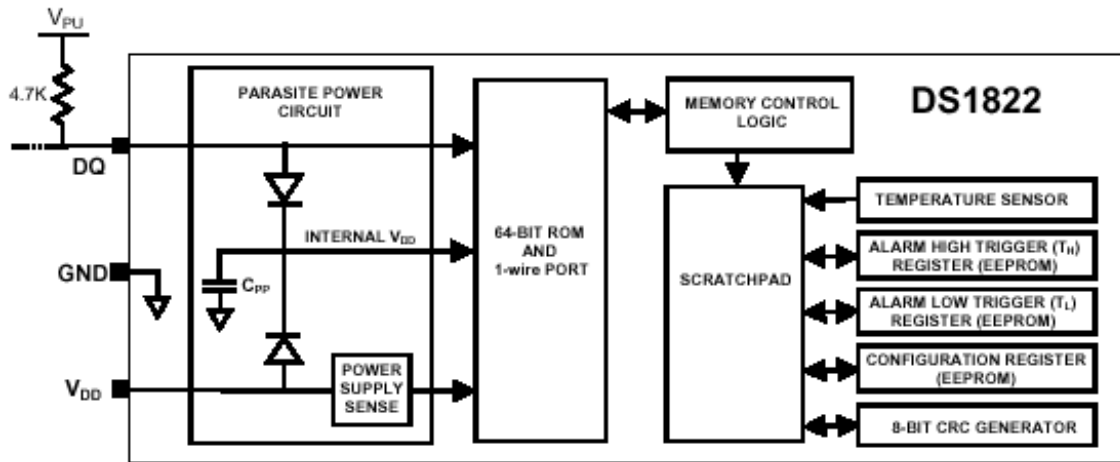 VPU
4.7K
DQ
GND
VDD
PARASITE POWER
CIRCUIT
INTERNAL VDD
CPP
POWER
SUPPLY
SENSE
64-BIT ROM
AND
1-wire PORT
MEMORY CONTROL
LOGIC
DS1822
SCRATCHPAD
TEMPERATURE SENSOR
ALARM HIGH TRIGGER (TH)
REGISTER (EEPROM)
ALARM LOW TRIGGER (TL)
REGISTER (EEPROM)
CONFIGURATION REGISTER
(EEPROM)
8-BIT CRC GENERATOR